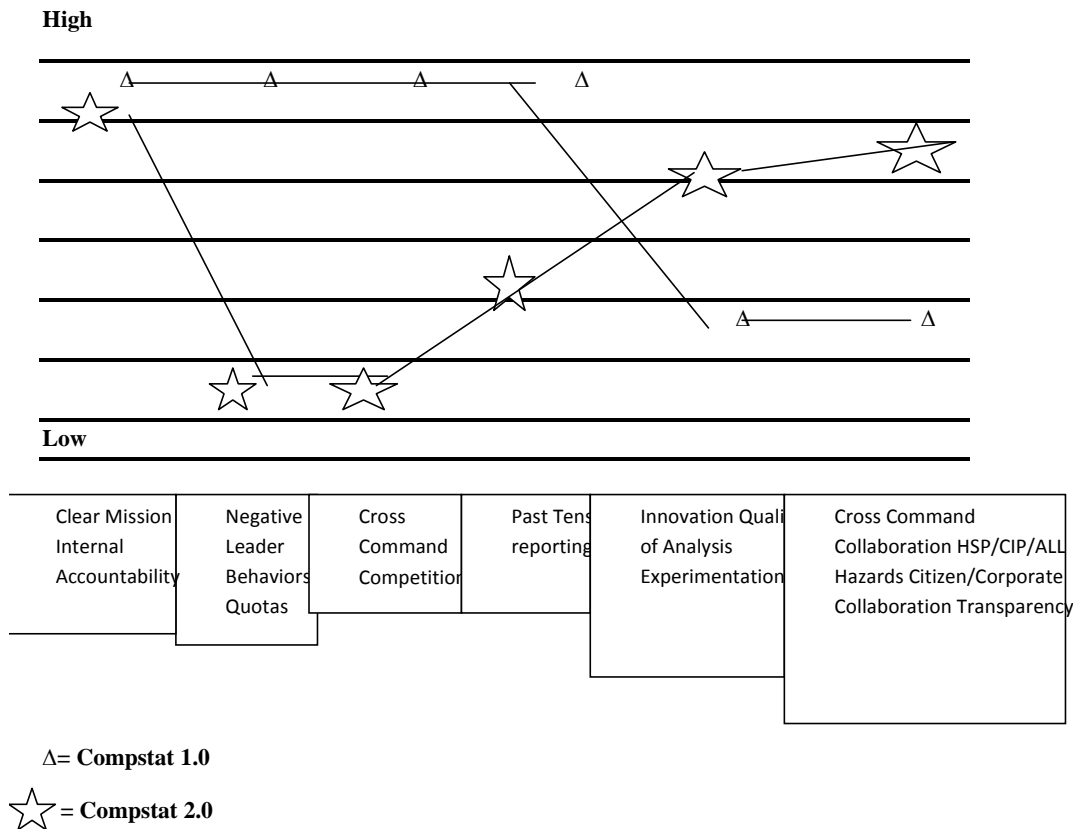 High
Δ Δ Δ Δ
Δ Δ
Low
Clear Mission
Internal
Accountability
Negative
Leader
Behaviors
Quotas
Cross
Command
Competition
Past Tens
reporting
Innovation Quali
of Analysis
Experimentation
Cross Command
Collaboration HSP/CIP/ALL
Hazards Citizen/Corporate
Collaboration Transparency
Δ= Compstat 1.0
= Compstat 2.0